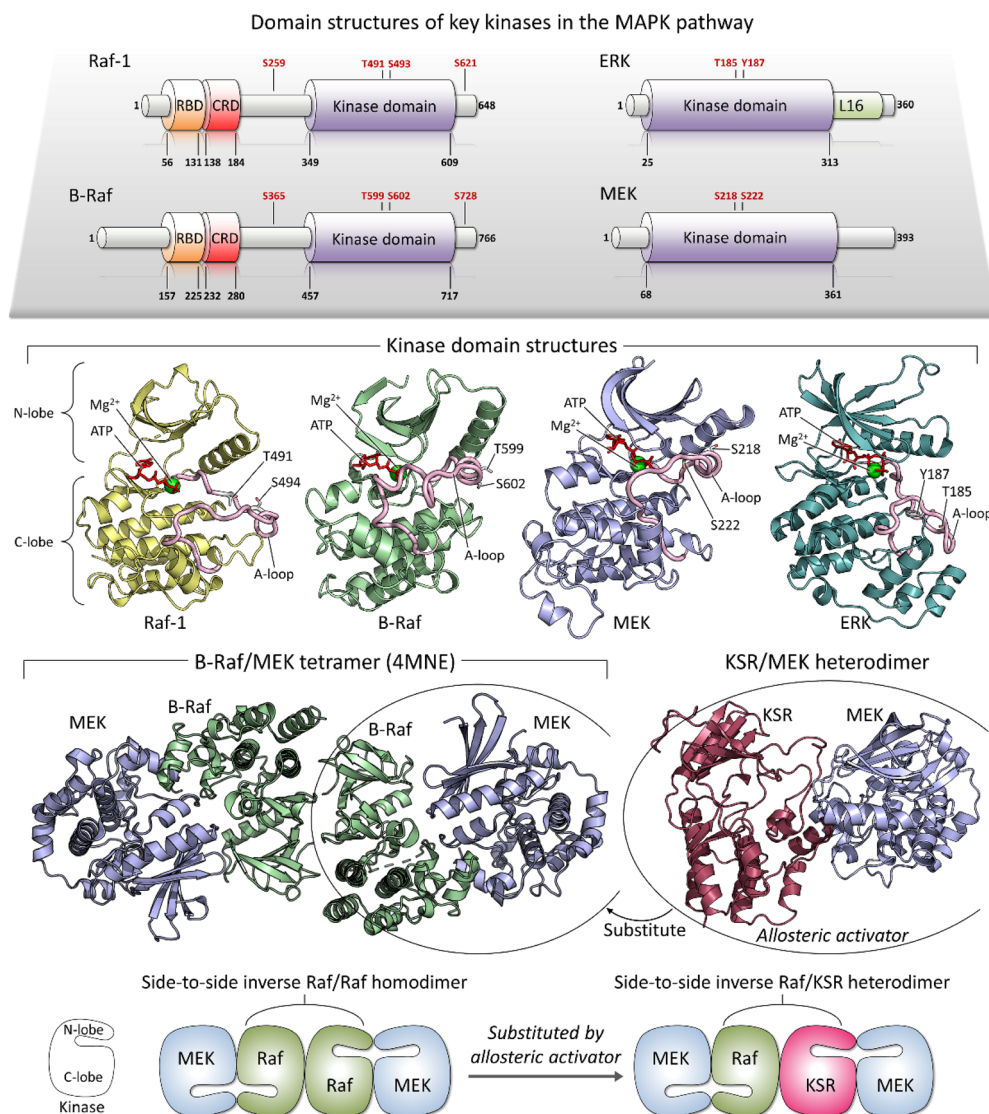 Domain structures of key kinases in the MAPK pathway
Raf-1
S259
T491 S493
S621
1
RBD
CRD
Kinase domain
648
56
131
138
184
349
609
ERK
T185 Y187
1
Kinase domain
L16
360
25
313
B-Raf
S365
T599 S602
S728
1
RBD
CRD
Kinase domain
766
157
225
232
280
457
717
MEK
S218 S222
1
Kinase domain
393
68
361
Kinase domain structures
N-lobe
C-lobe
Mg2+
ATP
T491
S494
A-loop
Raf-1
Mg2+
ATP
T599
S602
A-loop
B-Raf
ATP
Mg2+
S218
A-loop
S222
MEK
ATP
Mg2+
Y187
T185
A-loop
ERK
B-Raf/MEK tetramer (4MNE)
MEK
B-Raf
B-Raf
MEK
KSR/MEK heterodimer
KSR
MEK
Substitute
Allosteric activator
Side-to-side inverse Raf/Raf homodimer
Side-to-side inverse Raf/KSR heterodimer
N-lobe
C-lobe
Kinase
MEK
Raf
Raf
MEK
Substituted by
allosteric activator
MEK
Raf
KSR
MEK